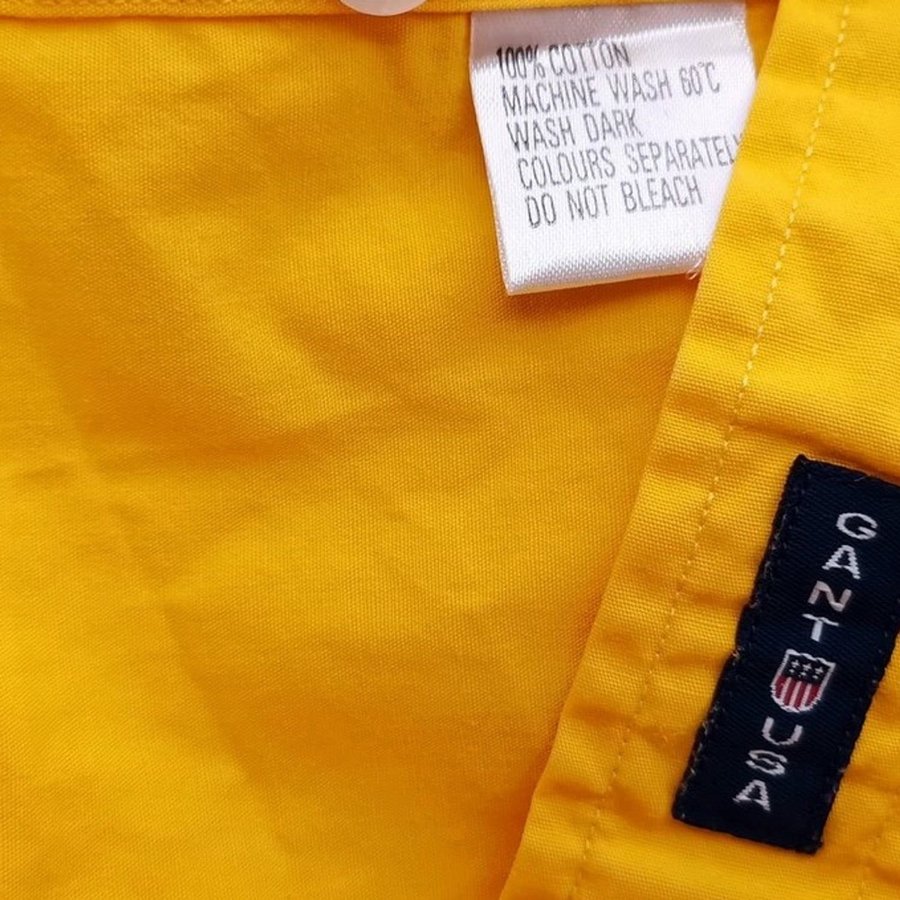 100% COTTON
MACHINE WASH 60°C
WASH DARK
COLOURS SEPARATELY
DO NOT BLEACH
GANT
USA